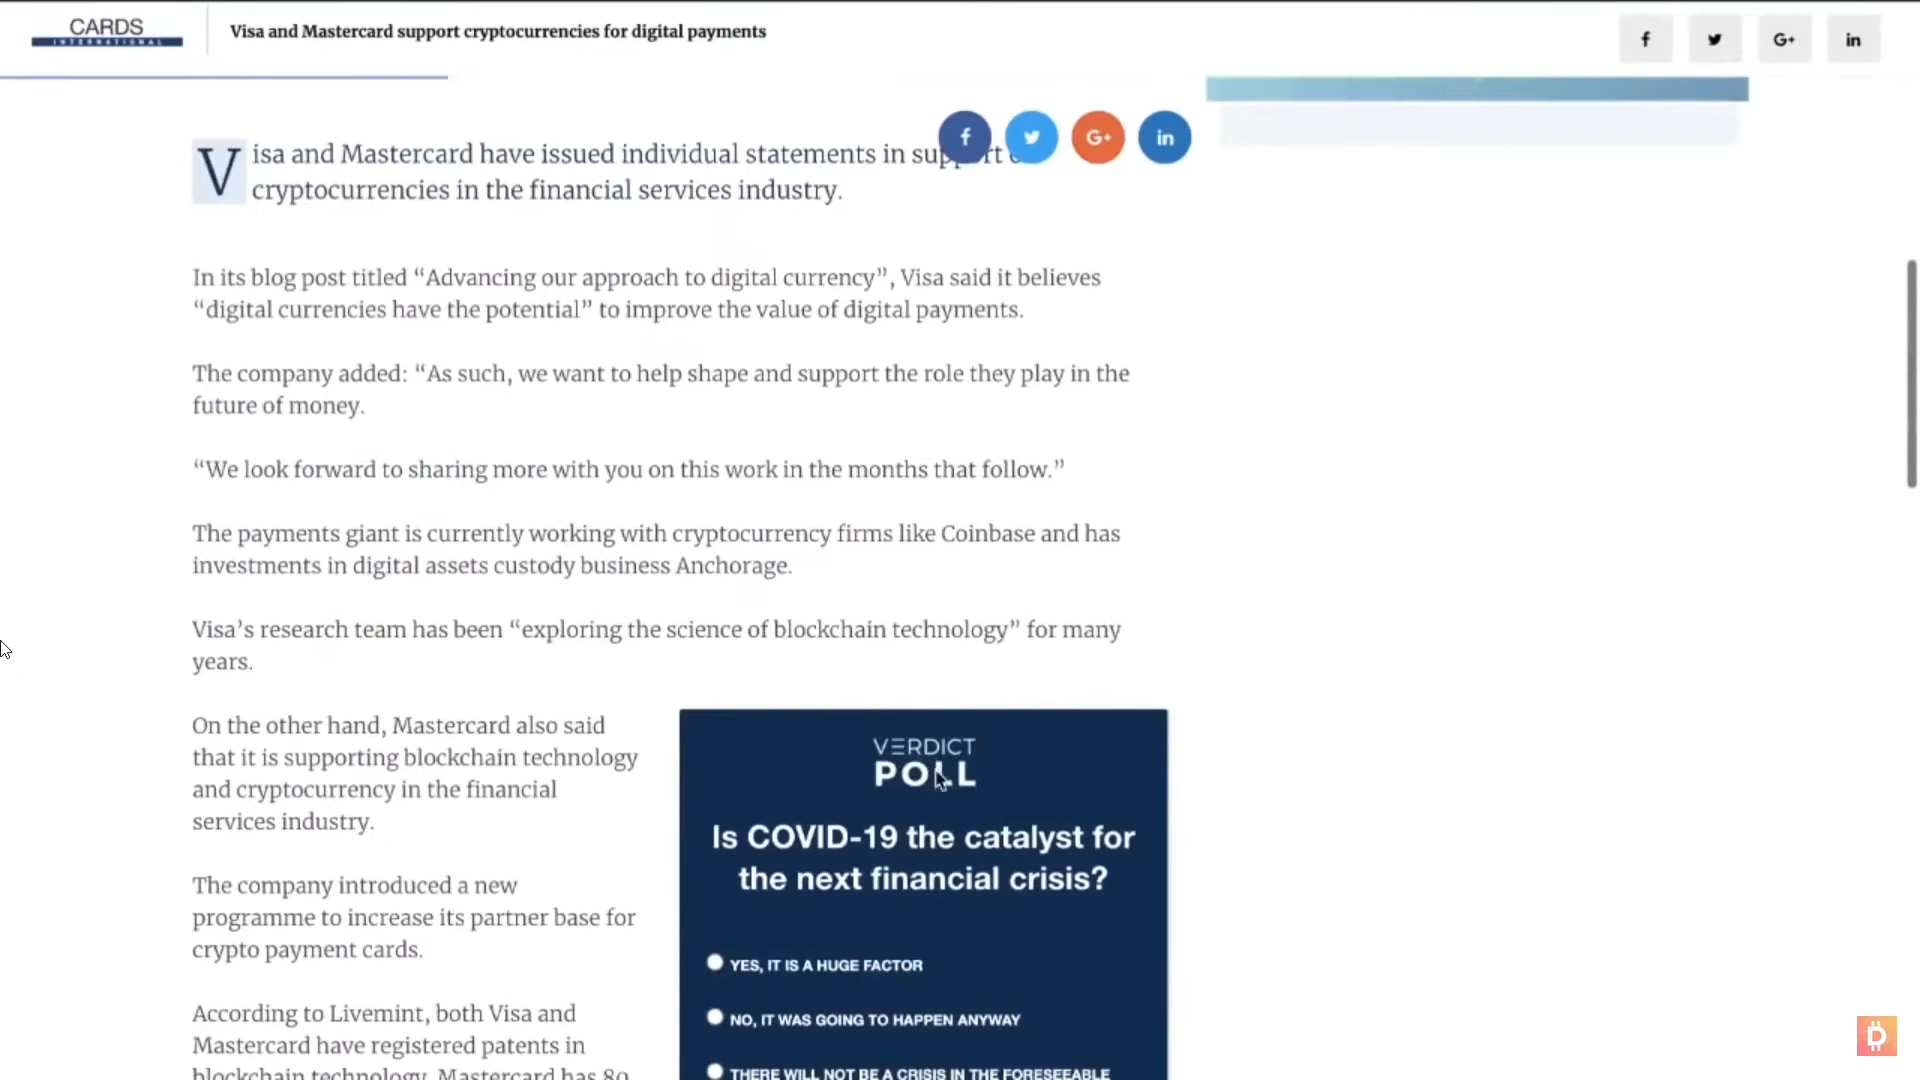 CARDS
INTERNATIONAL
Visa and Mastercard support cryptocurrencies for digital payments
f
G+
in
f
G+
in
Visa and Mastercard have issued individual statements in support
cryptocurrencies in the financial services industry.
In its blog post titled “Advancing our approach to digital currency”, Visa said it believes
“digital currencies have the potential” to improve the value of digital payments.
The company added: “As such, we want to help shape and support the role they play in the
future of money.
“We look forward to sharing more with you on this work in the months that follow.”
The payments giant is currently working with cryptocurrency firms like Coinbase and has
investments in digital assets custody business Anchorage.
Visa’s research team has been “exploring the science of blockchain technology” for many
years.
On the other hand, Mastercard also said
that it is supporting blockchain technology
and cryptocurrency in the financial
services industry.
The company introduced a new
programme to increase its partner base for
crypto payment cards.
According to Livemint, both Visa and
Mastercard have registered patents in
blockchain technology. Mastercard has 80
VERDICT
POLL
Is COVID-19 the catalyst for
the next financial crisis?
YES, IT IS A HUGE FACTOR
NO, IT WAS GOING TO HAPPEN ANYWAY
THERE WILL NOT BE A CRISIS IN THE FORESEEABLE